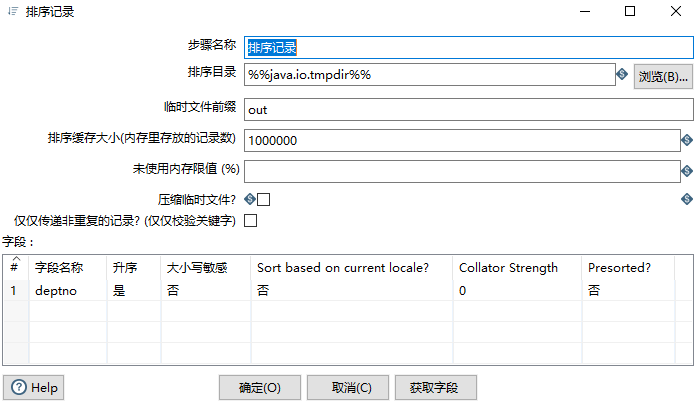 排序记录
步骤名称 排序记录
排序目录 %%java.io.tmpdir%% 浏览(B)...
临时文件前缀 out
排序缓存大小(内存里存放的记录数) 1000000
未使用内存限值 (%)
压缩临时文件?
仅仅传递非重复的记录? (仅仅校验关键字)
字段：
# 字段名称 升序 大小写敏感 Sort based on current locale? Collator Strength Presorted?
1 deptno 是 否 否 0 否
Help 确定(O) 取消(C) 获取字段